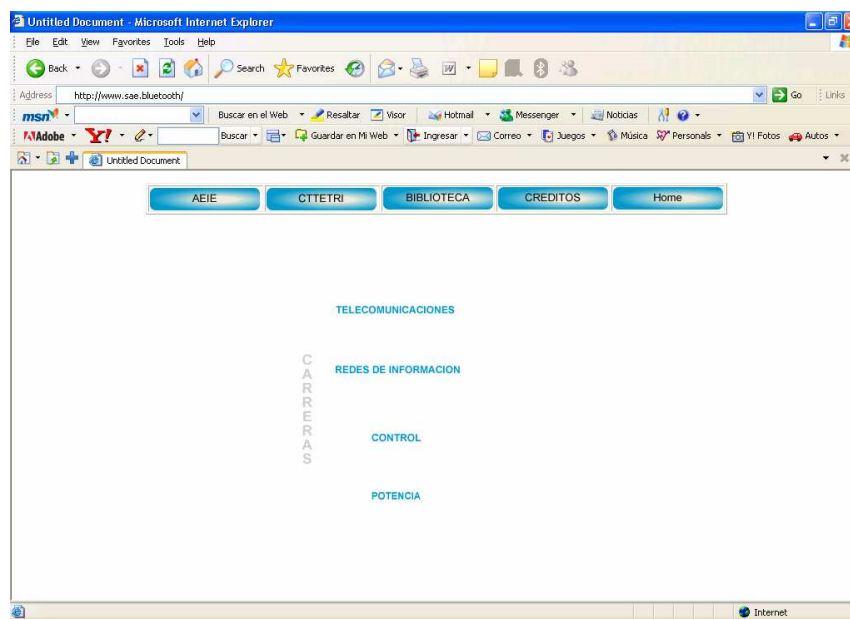 Untitled Document - Microsoft Internet Explorer
File Edit View Favorites Tools Help
Back Search Favorites
Address http://www.sae.bluetooth/ Go Links
msn Buscar en el Web Resaltar Visor Hotmail Messenger Noticias
Adobe Y! Buscar Guardar en Mi Web Ingresar Correo Juegos Música Personals Y! Fotos Autos
Untitled Document
AEIE CTTETRI BIBLIOTECA CREDITOS Home
TELECOMUNICACIONES
CARRERAS
REDES DE INFORMACION
CONTROL
POTENCIA
Internet